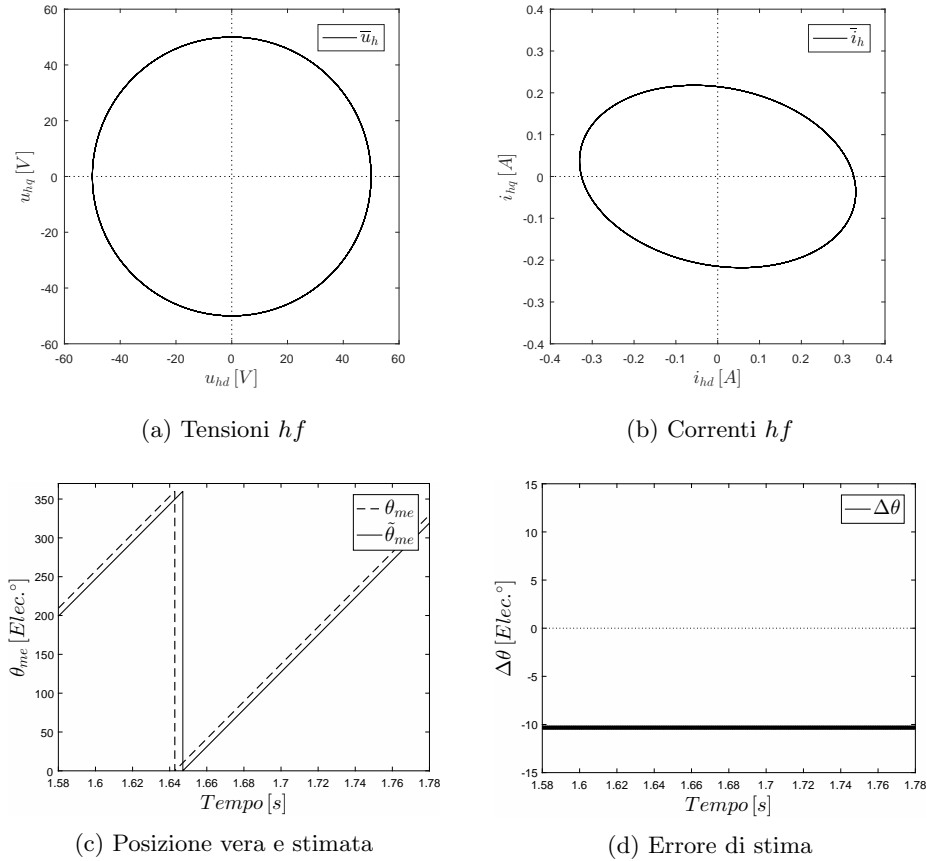 60
40
20
0
-20
-40
-60
u_hq [V]
u̅_h
-60 -40 -20 0 20 40 60
u_hd [V]
(a) Tensioni hf
0.4
0.3
0.2
0.1
0
-0.1
-0.2
-0.3
-0.4
i_hq [A]
i̅_h
-0.4 -0.3 -0.2 -0.1 0 0.1 0.2 0.3 0.4
i_hd [A]
(b) Correnti hf
350
300
250
200
150
100
50
0
θ_me [Elec.°]
θ_me
θ̃_me
1.58 1.6 1.62 1.64 1.66 1.68 1.7 1.72 1.74 1.76 1.78
Tempo [s]
(c) Posizione vera e stimata
15
10
5
0
-5
-10
-15
Δθ [Elec.°]
Δθ
1.58 1.6 1.62 1.64 1.66 1.68 1.7 1.72 1.74 1.76 1.78
Tempo [s]
(d) Errore di stima